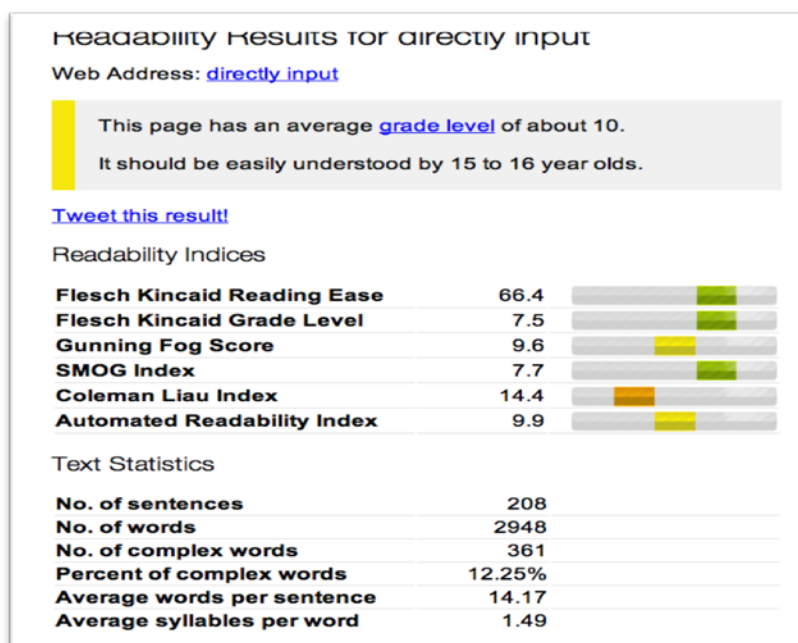 Readability Results for directly input
Web Address: directly input
This page has an average grade level of about 10.
It should be easily understood by 15 to 16 year olds.
Tweet this result!
Readability Indices
Flesch Kincaid Reading Ease 66.4
Flesch Kincaid Grade Level 7.5
Gunning Fog Score 9.6
SMOG Index 7.7
Coleman Liau Index 14.4
Automated Readability Index 9.9
Text Statistics
No. of sentences 208
No. of words 2948
No. of complex words 361
Percent of complex words 12.25%
Average words per sentence 14.17
Average syllables per word 1.49